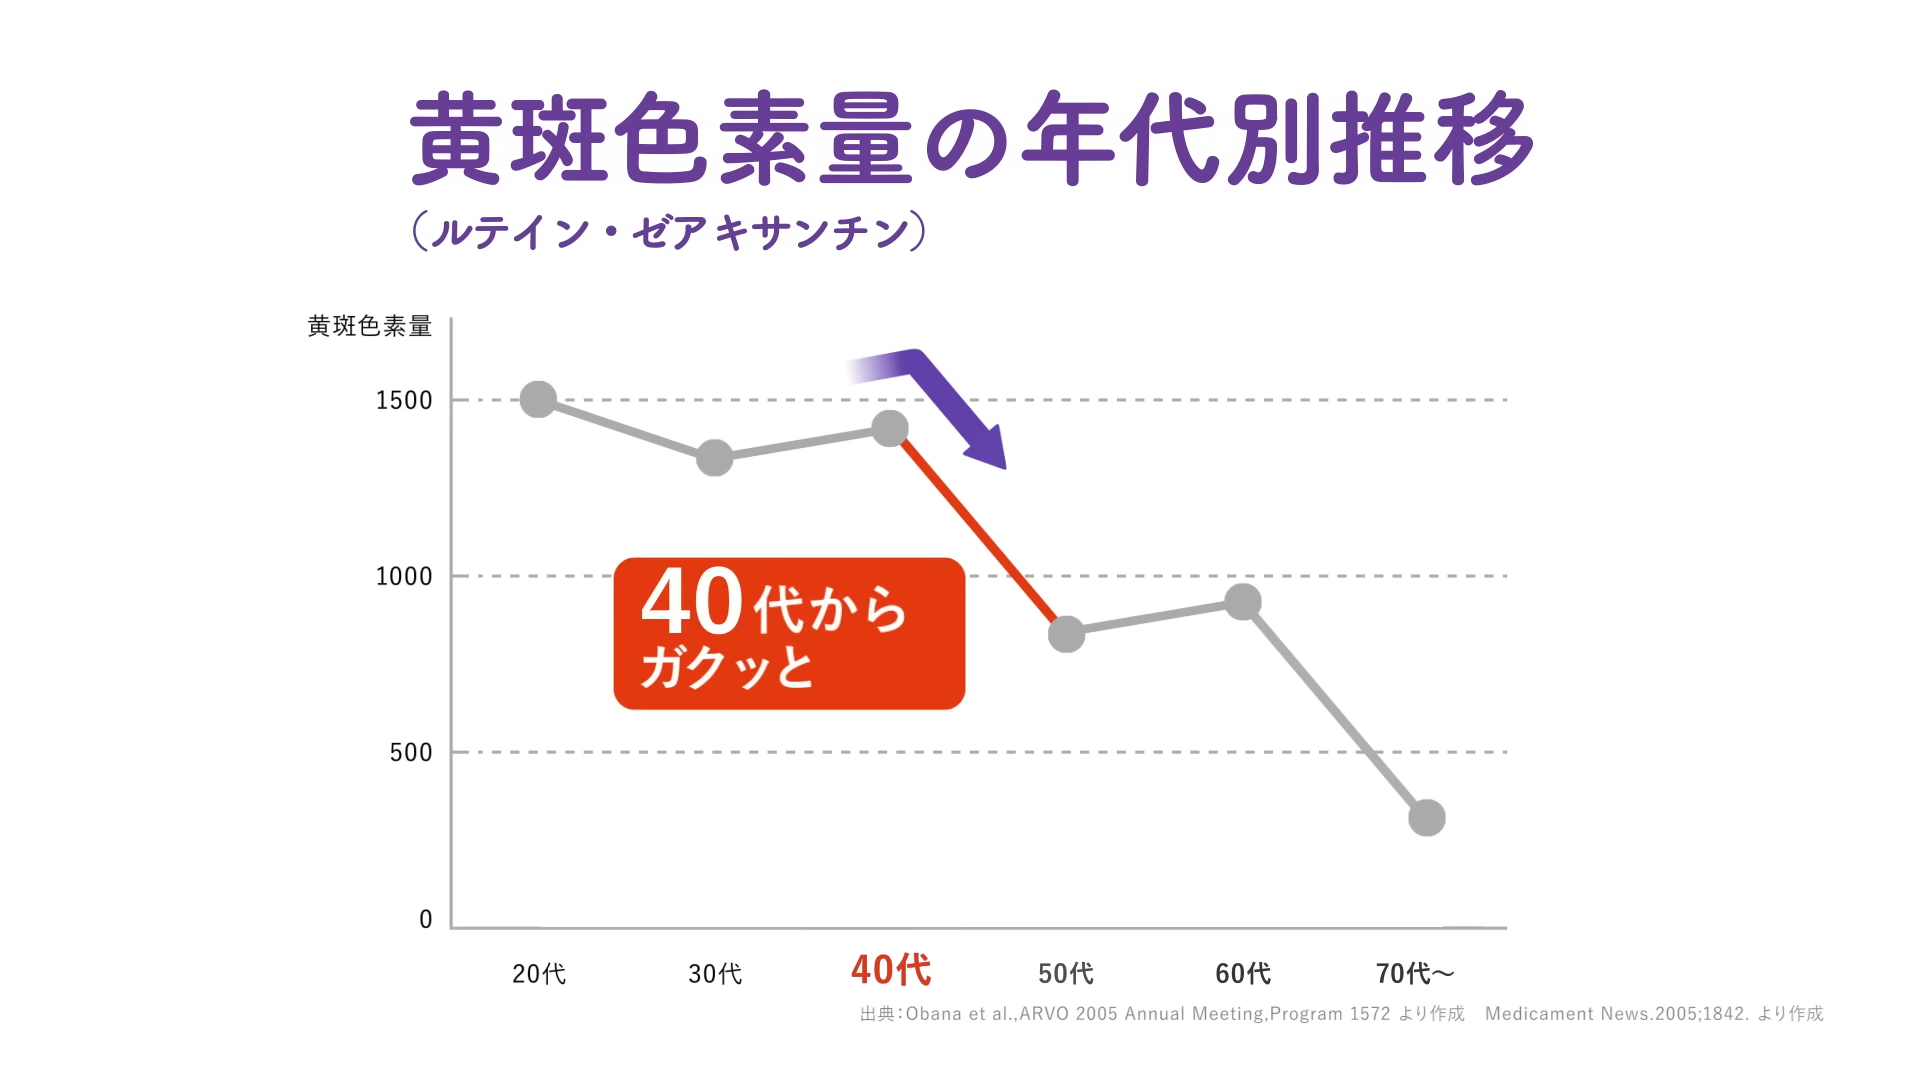 黄斑色素量の年代別推移
（ルテイン・ゼアキサンチン）
黄斑色素量
1500
1000
500
0
40代から
ガクッと
20代
30代
40代
50代
60代
70代～
出典：Obana et al.,ARVO 2005 Annual Meeting,Program 1572 より作成　Medicament News.2005;1842. より作成